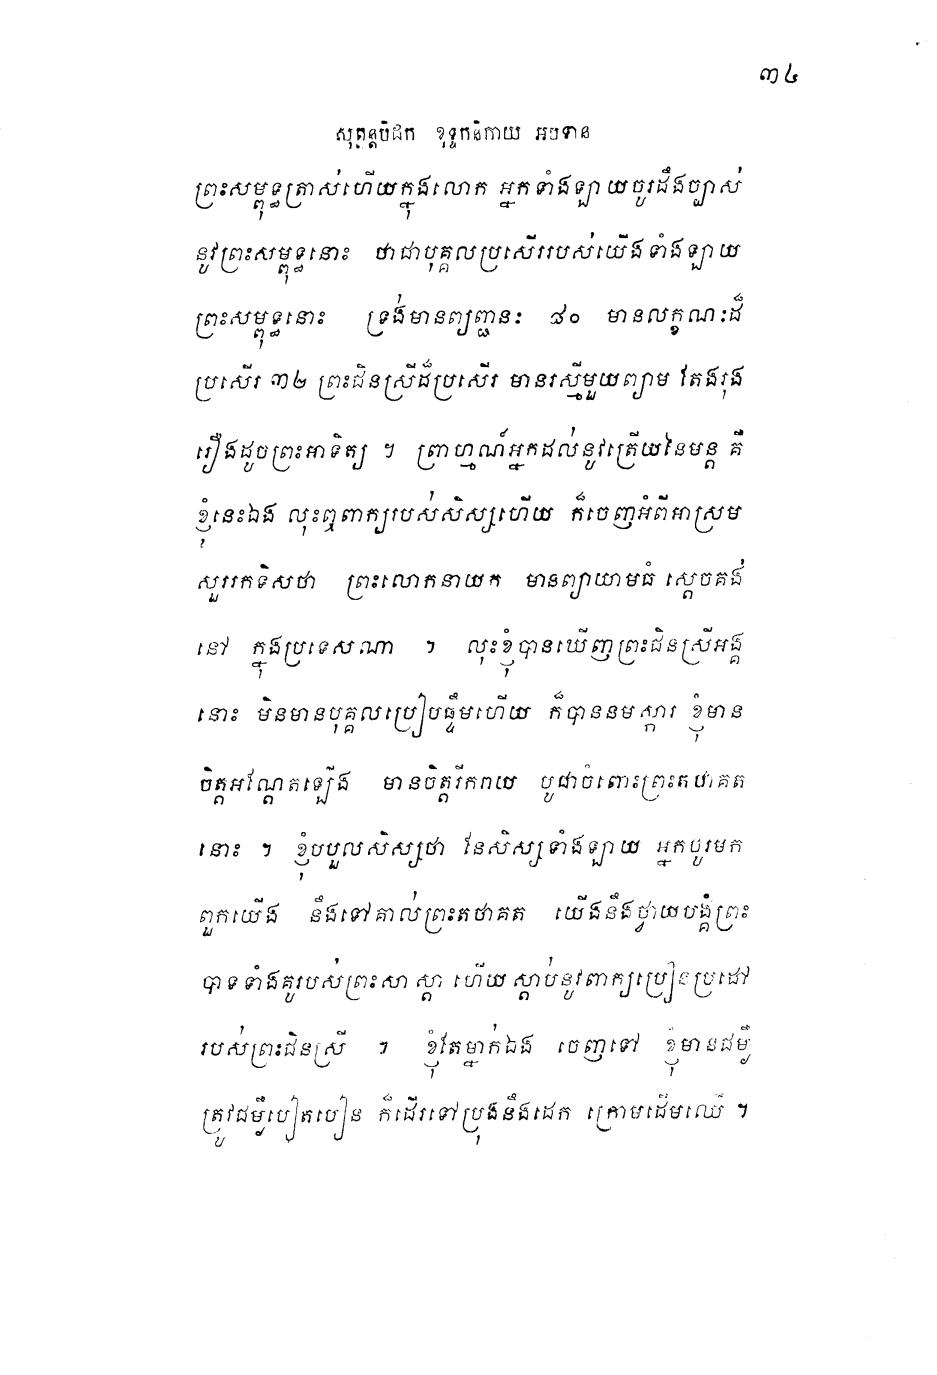 ៣៤
សុត្តន្តបិដក ខុទ្ទកនិកាយ អបទាន
ព្រះសម្ពុទ្ធត្រាស់ហើយក្នុងលោក អ្នកទាំងឡាយចូរដឹងច្បាស់
នូវព្រះសម្ពុទ្ធនោះ ថាជាបុគ្គលប្រសើររបស់យើងទាំងឡាយ
ព្រះសម្ពុទ្ធនោះ ទ្រង់មានព្យញ្ជនះ ៨០ មានលក្ខណះដ៏
ប្រសើរ ៣២ ព្រះជិនស្រីដ៏ប្រសើរ មានរស្មីមួយព្យាម តែងរុង
រឿងដូចព្រះអាទិត្យ ។ ព្រាហ្មណ៍អ្នកដល់នូវត្រើយនៃមន្ត គឺ
ខ្ញុំនេះឯង លុះឮពាក្យរបស់សិស្សហើយ ក៏ចេញអំពីអាស្រម
សួររកទិសថា ព្រះលោកនាយក មានព្យាយាមធំ ស្តេចគង់
នៅ ក្នុងប្រទេសណា ។ លុះខ្ញុំបានឃើញព្រះជិនស្រីអង្គ
នោះ មិនមានបុគ្គលប្រៀបធ្ទឹមហើយ ក៏បាននមស្ការ ខ្ញុំមាន
ចិត្តអណ្តែតឡើង មានចិត្តរីករាយ បូជាចំពោះព្រះតថាគត
នោះ ។ ខ្ញុំបបួលសិស្សថា នែសិស្សទាំងឡាយ អ្នកចូរមក
ពួកយើង នឹងទៅគាល់ព្រះតថាគត យើងនឹងថ្វាយបង្គំព្រះ
បាទទាំងគូរបស់ព្រះសាស្តា ហើយ ស្តាប់នូវពាក្យប្រៀនប្រដៅ
របស់ព្រះជិនស្រី ។ ខ្ញុំតែម្នាក់ឯង ចេញទៅ ខ្ញុំមានជម្ងឺ
ត្រូវជម្ងឺបៀតបៀន ក៏ដើរទៅប្រុងនឹងដេក ក្រោមដើមឈើ ។